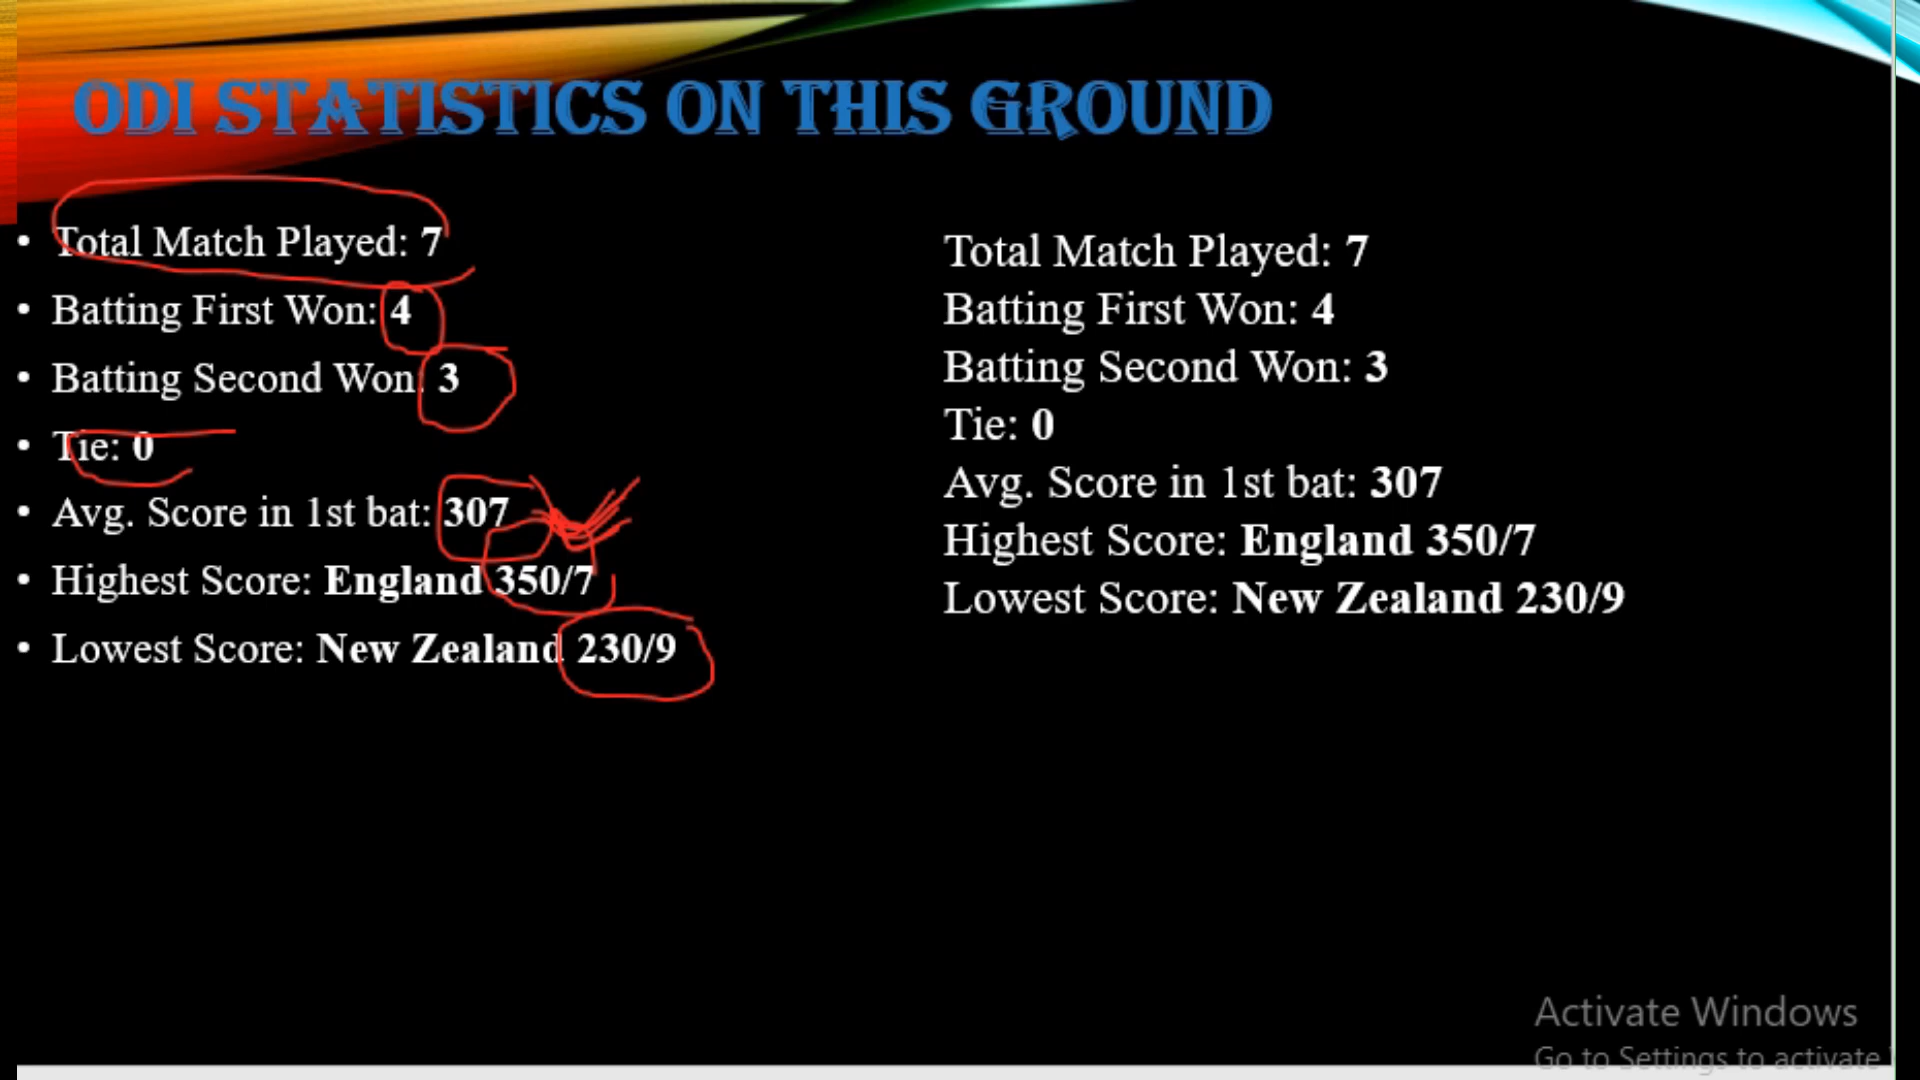 ODI STATISTICS ON THIS GROUND
• Total Match Played: 7
• Batting First Won: 4
• Batting Second Won: 3
• Tie: 0
• Avg. Score in 1st bat: 307
• Highest Score: England 350/7
• Lowest Score: New Zealand 230/9
Total Match Played: 7
Batting First Won: 4
Batting Second Won: 3
Tie: 0
Avg. Score in 1st bat: 307
Highest Score: England 350/7
Lowest Score: New Zealand 230/9
Activate Windows
Go to Settings to activate